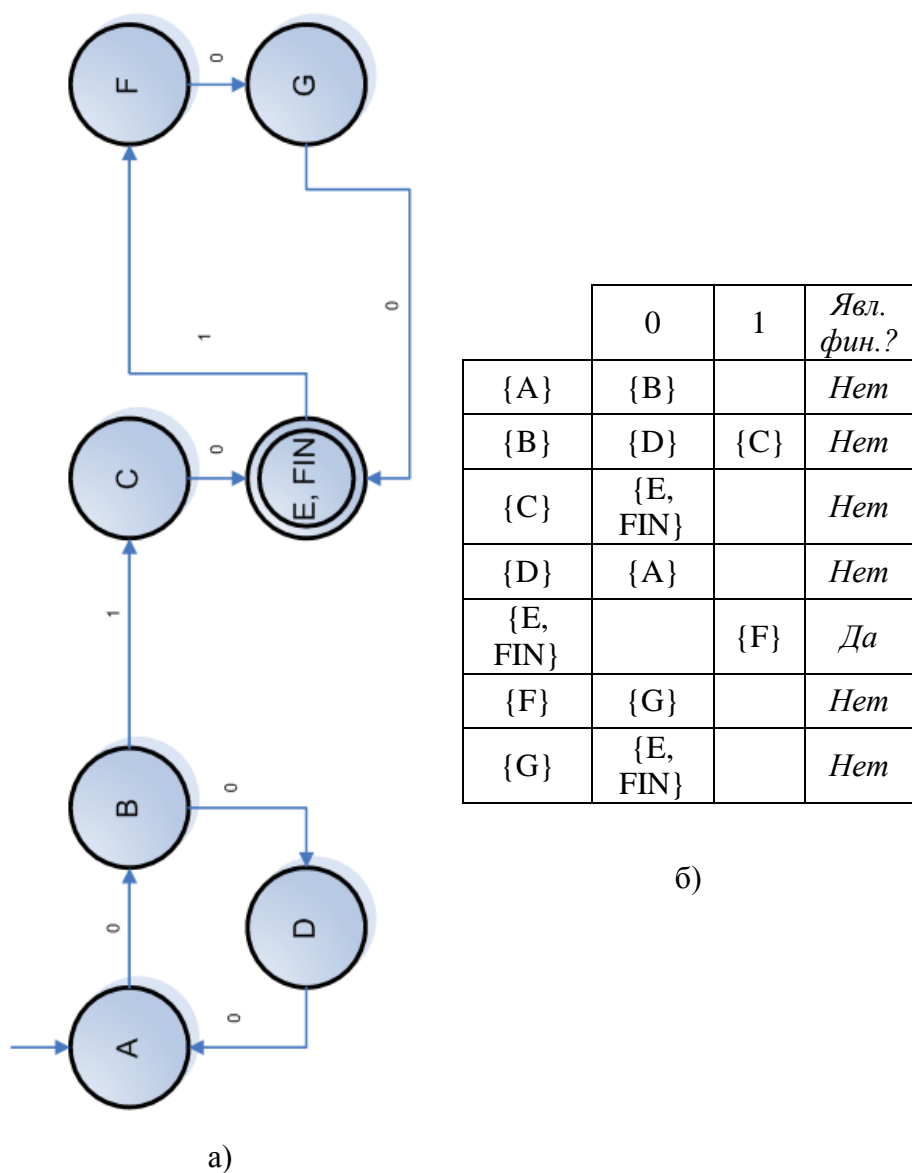 F
0
G
1
0
C
0
E, FIN
1
B
0
0
D
A
0
а)
0 1 Явл. фин.?
{A} {B} Нет
{B} {D} {C} Нет
{C} {E, FIN} Нет
{D} {A} Нет
{E, FIN} {F} Да
{F} {G} Нет
{G} {E, FIN} Нет
б)